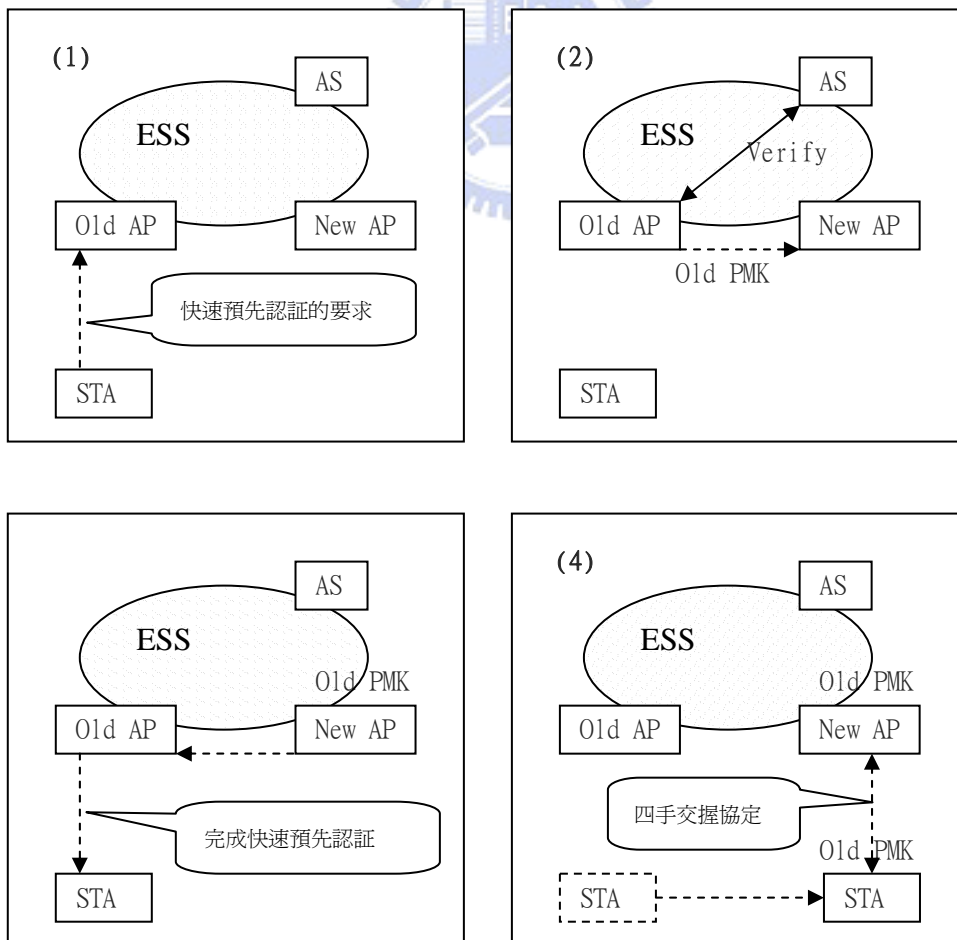 (1)
AS
ESS
Old AP
New AP
快速預先認証的要求
STA
(2)
AS
ESS
Verify
Old AP
New AP
Old PMK
STA
AS
ESS
Old PMK
Old AP
New AP
完成快速預先認証
STA
(4)
AS
ESS
Old PMK
Old AP
New AP
四手交握協定
Old PMK
STA
STA